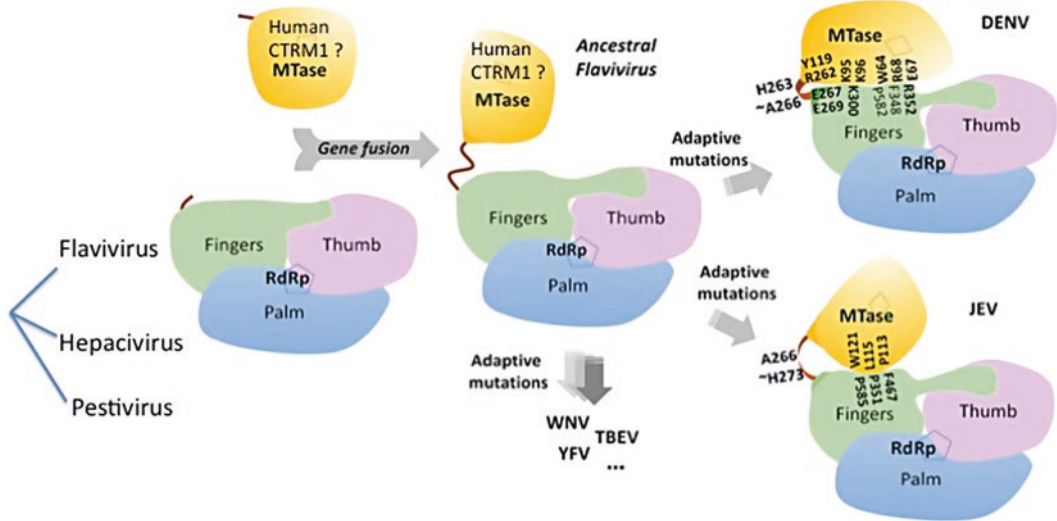 Human
CTRM1 ?
MTase
Gene fusion
Flavivirus
Hepacivirus
Pestivirus
Fingers
Thumb
RdRp
Palm
Human
CTRM1 ?
MTase
Ancestral
Flavivirus
Fingers
Thumb
RdRp
Palm
Adaptive
mutations
WNV
TBEV
YFV
...
Adaptive
mutations
DENV
MTase
Y119
R262
K95
K96
W64
R98
E97
H263
~A266
E267
E269
K300
P582
F348
R352
Fingers
Thumb
RdRp
Palm
Adaptive
mutations
JEV
MTase
W121
L115
P113
A266
~H273
P585
P351
F467
Fingers
Thumb
RdRp
Palm